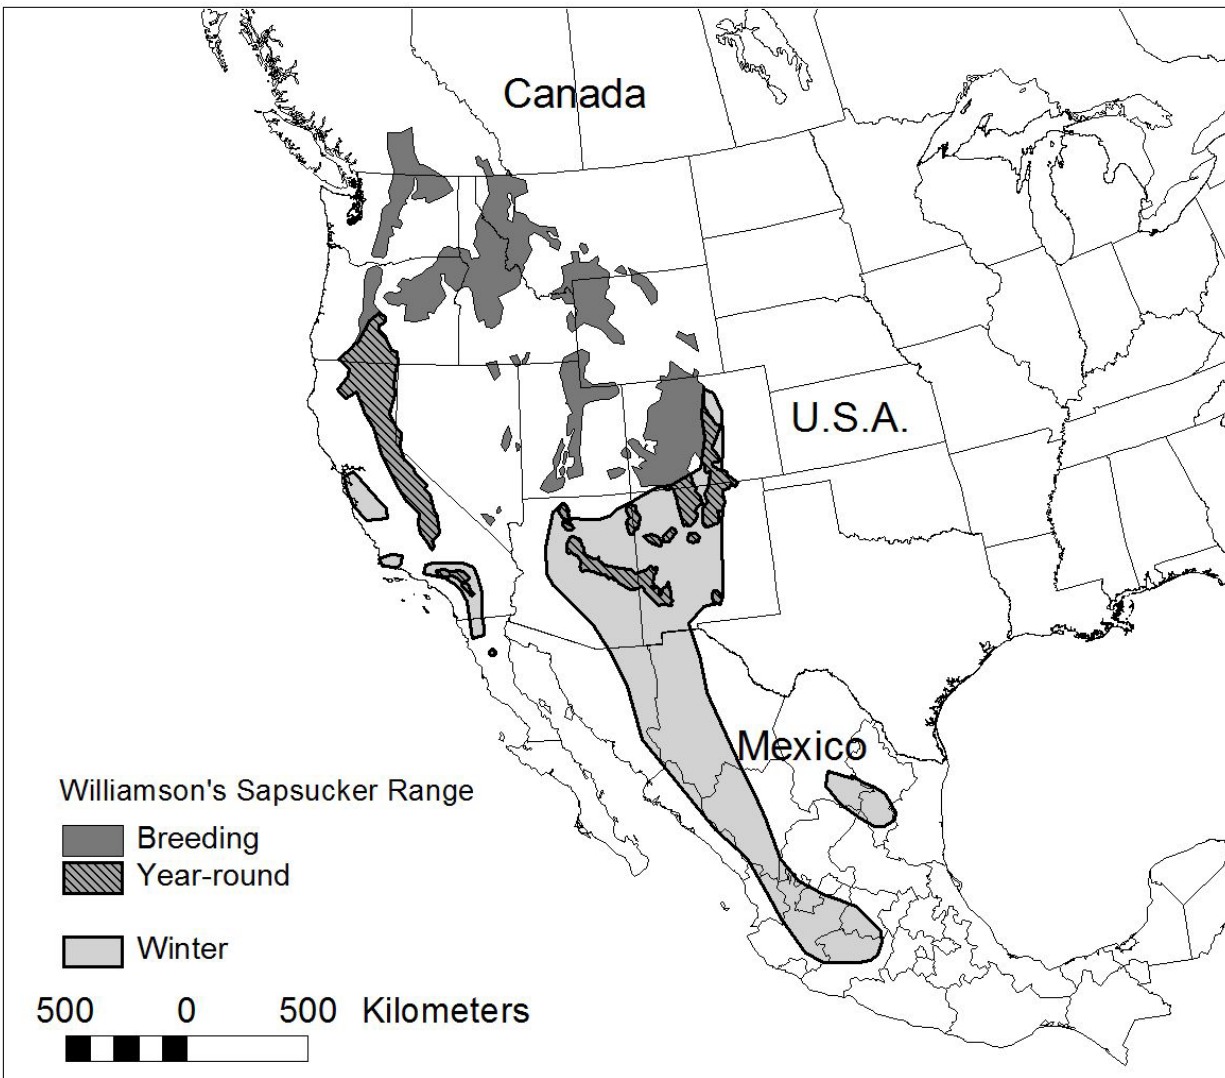 Canada
U.S.A.
Mexico
Williamson's Sapsucker Range
Breeding
Year-round
Winter
500 0 500 Kilometers